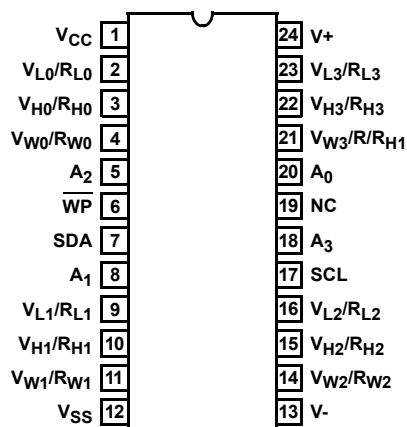 VCC 1 24 V+
VL0/RL0 2 23 VL3/RL3
VH0/RH0 3 22 VH3/RH3
VW0/RW0 4 21 VW3/R/RH1
A2 5 20 A0
WP 6 19 NC
SDA 7 18 A3
A1 8 17 SCL
VL1/RL1 9 16 VL2/RL2
VH1/RH1 10 15 VH2/RH2
VW1/RW1 11 14 VW2/RW2
VSS 12 13 V-